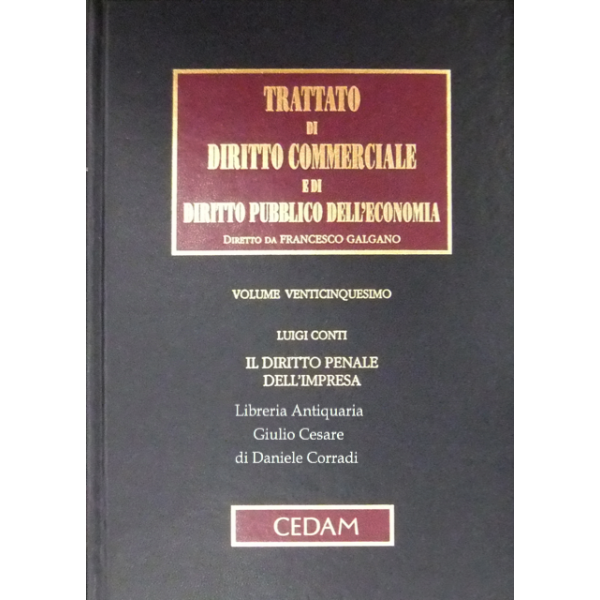 TRATTATO
DI
DIRITTO COMMERCIALE
E DI
DIRITTO PUBBLICO DELL'ECONOMIA
DIRETTO DA FRANCESCO GALGANO
VOLUME VENTICINQUESIMO
LUIGI CONTI
IL DIRITTO PENALE
DELL'IMPRESA
Libreria Antiquaria
Giulio Cesare
di Daniele Corradi
CEDAM